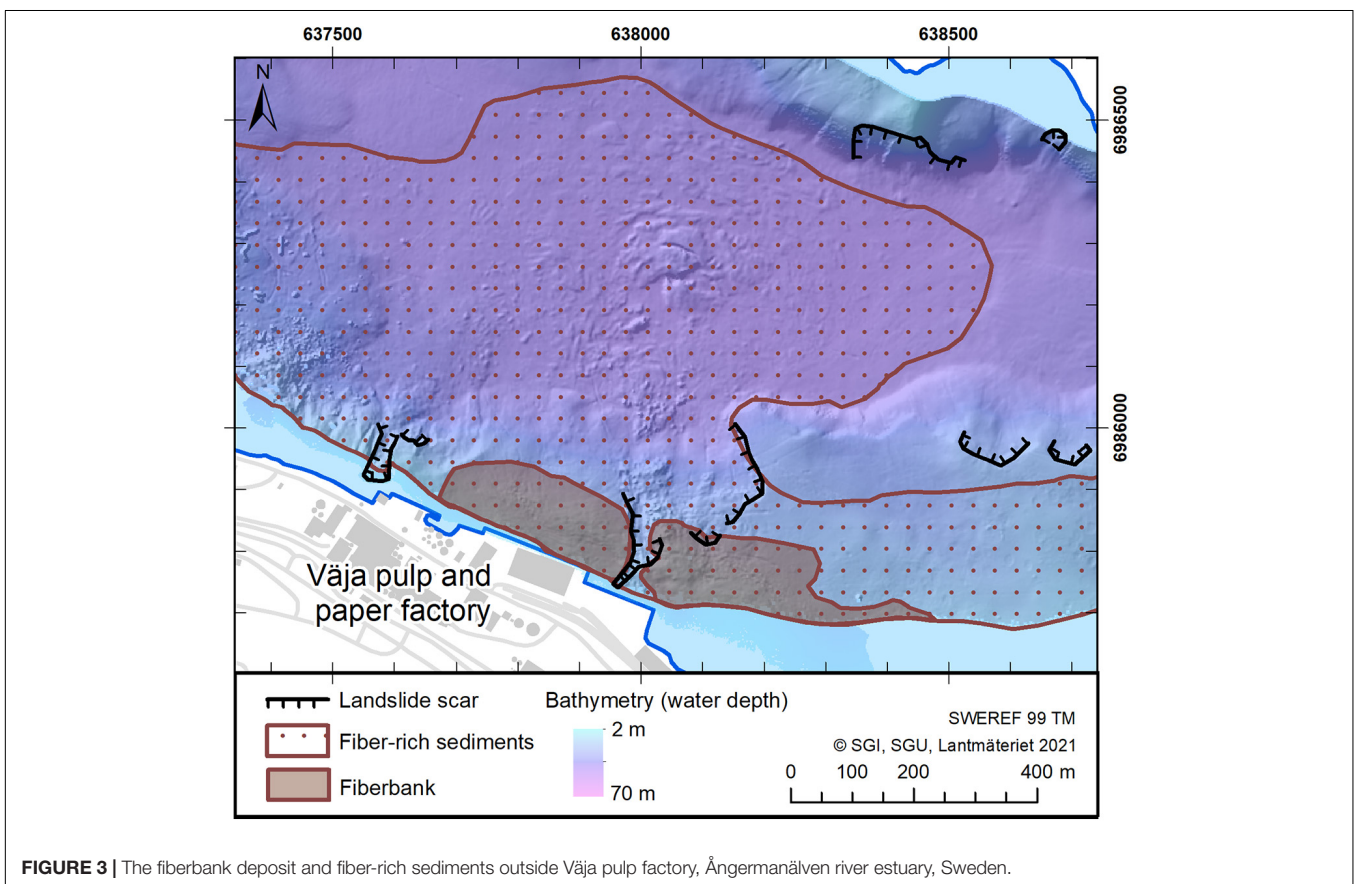 637500 638000 638500
N
6986500
6986000
Väja pulp and
paper factory
Landslide scar
Fiber-rich sediments
Fiberbank
Bathymetry (water depth)
2 m
70 m
SWEREF 99 TM
© SGI, SGU, Lantmäteriet 2021
0 100 200 400 m
FIGURE 3 | The fiberbank deposit and fiber-rich sediments outside Väja pulp factory, Ångermanälven river estuary, Sweden.